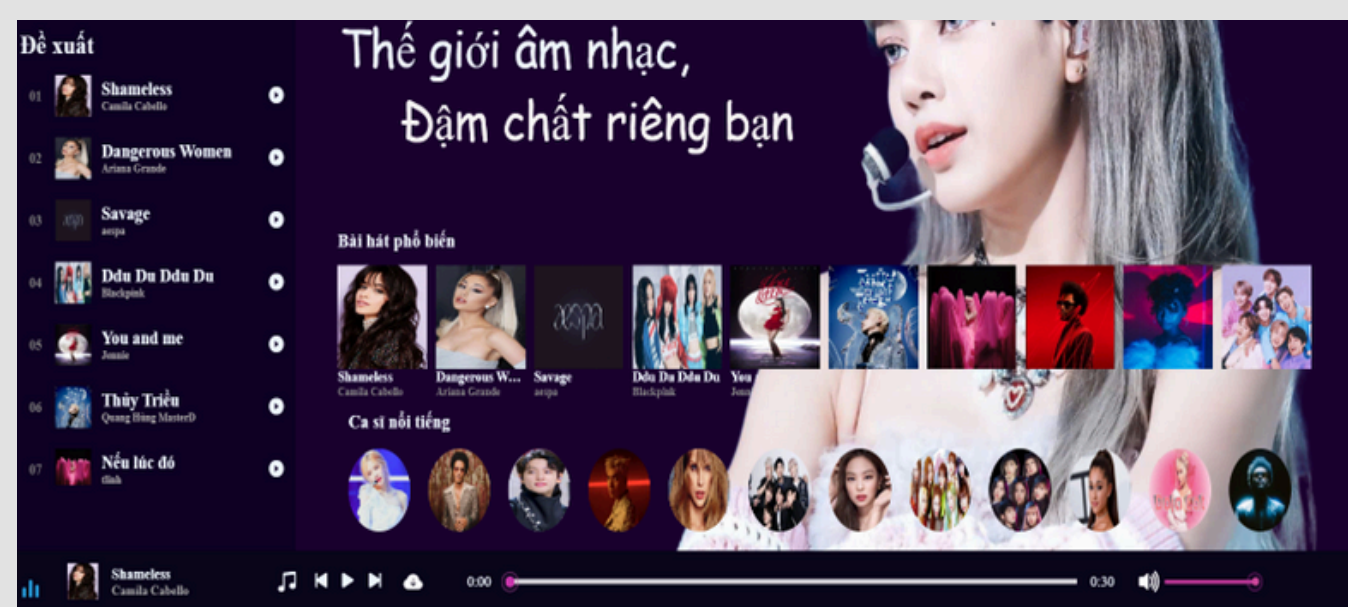 Đề xuất
01
Shameless
Camila Cabello
02
Dangerous Women
Ariana Grande
03
aespa
Savage
aespa
04
Ddu Du Ddu Du
Blackpink
05
You and me
Jennie
06
Thủy Triều
Quang Hùng MasterD
07
Nếu lúc đó
tlinh
Thế giới âm nhạc,
Đậm chất riêng bạn
Bài hát phổ biến
aespa
Shameless
Camila Cabello
Dangerous W...
Ariana Grande
Savage
aespa
Ddu Du Ddu Du
Blackpink
You
Jenn
Ca sĩ nổi tiếng
Shameless
Camila Cabello
0:00
0:30